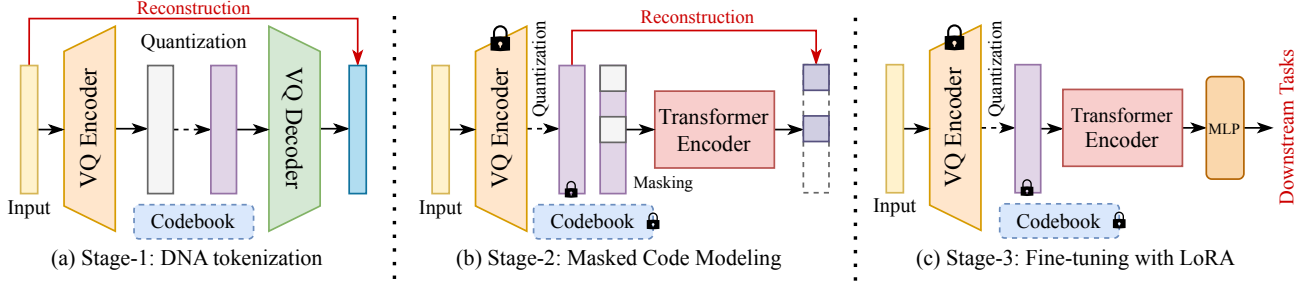 Reconstruction
Quantization
VQ Encoder
VQ Decoder
Input
Codebook
(a) Stage-1: DNA tokenization
Reconstruction
VQ Encoder
Quantization
Transformer
Encoder
Masking
Input
Codebook
(b) Stage-2: Masked Code Modeling
VQ Encoder
Quantization
Transformer
Encoder
MLP
Downstream Tasks
Input
Codebook
(c) Stage-3: Fine-tuning with LoRA